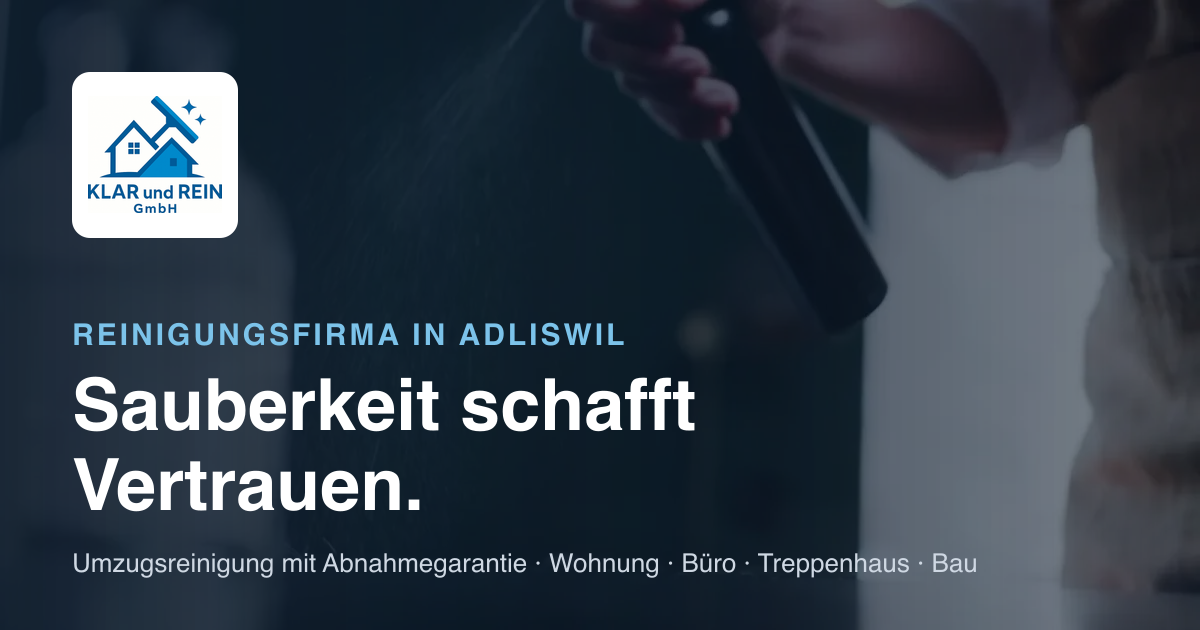 KLAR und REIN
GmbH
REINIGUNGSFIRMA IN ADLISWIL
Sauberkeit schafft
Vertrauen.
Umzugsreinigung mit Abnahmegarantie · Wohnung · Büro · Treppenhaus · Bau